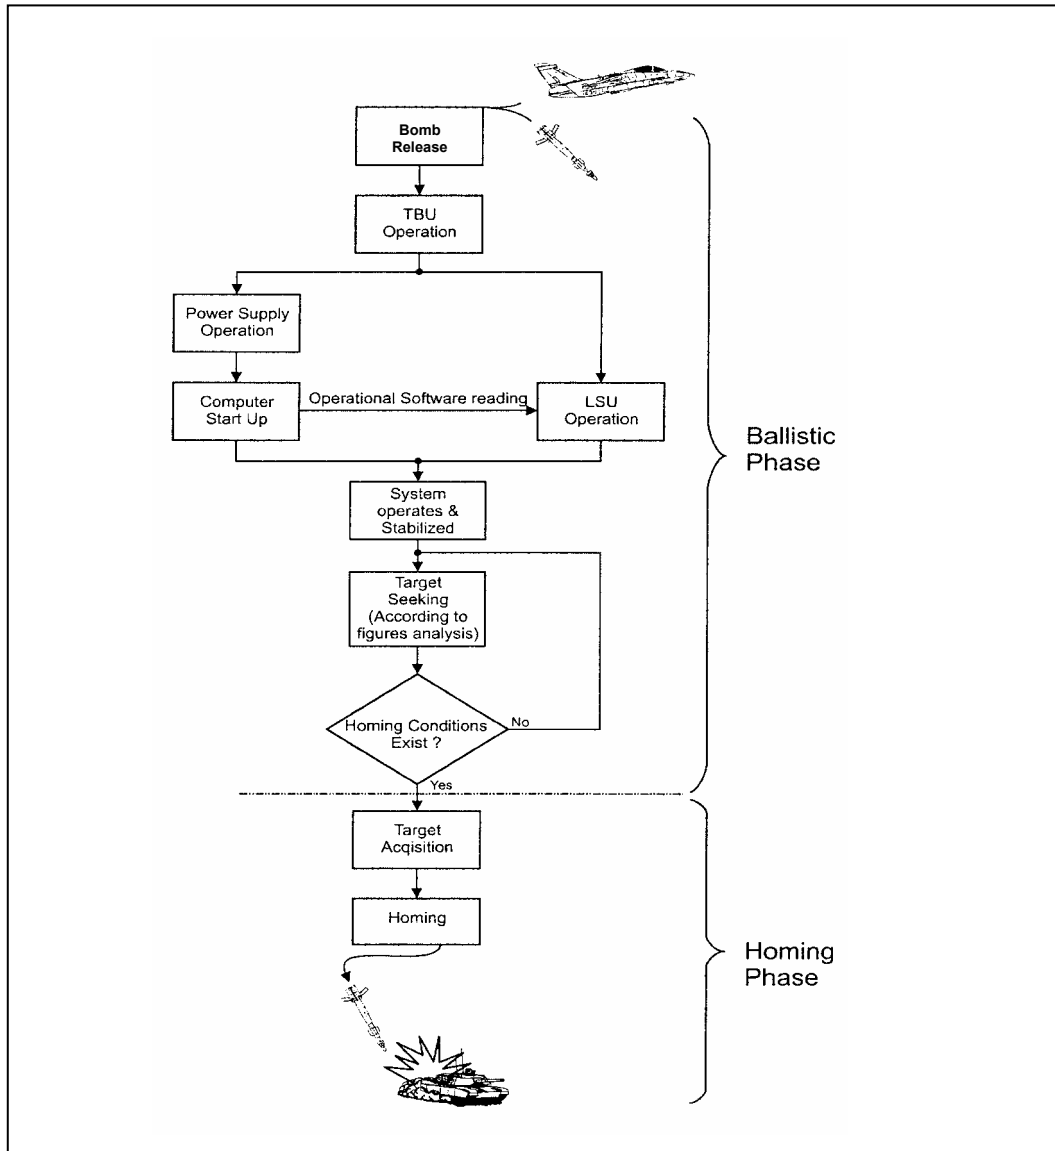 Bomb
Release
TBU
Operation
Power Supply
Operation
Computer
Start Up
Operational Software reading
LSU
Operation
System
operates &
Stabilized
Target
Seeking
(According to
figures analysis)
Homing Conditions
Exist ?
No
Yes
Ballistic
Phase
Target
Acqisition
Homing
Homing
Phase